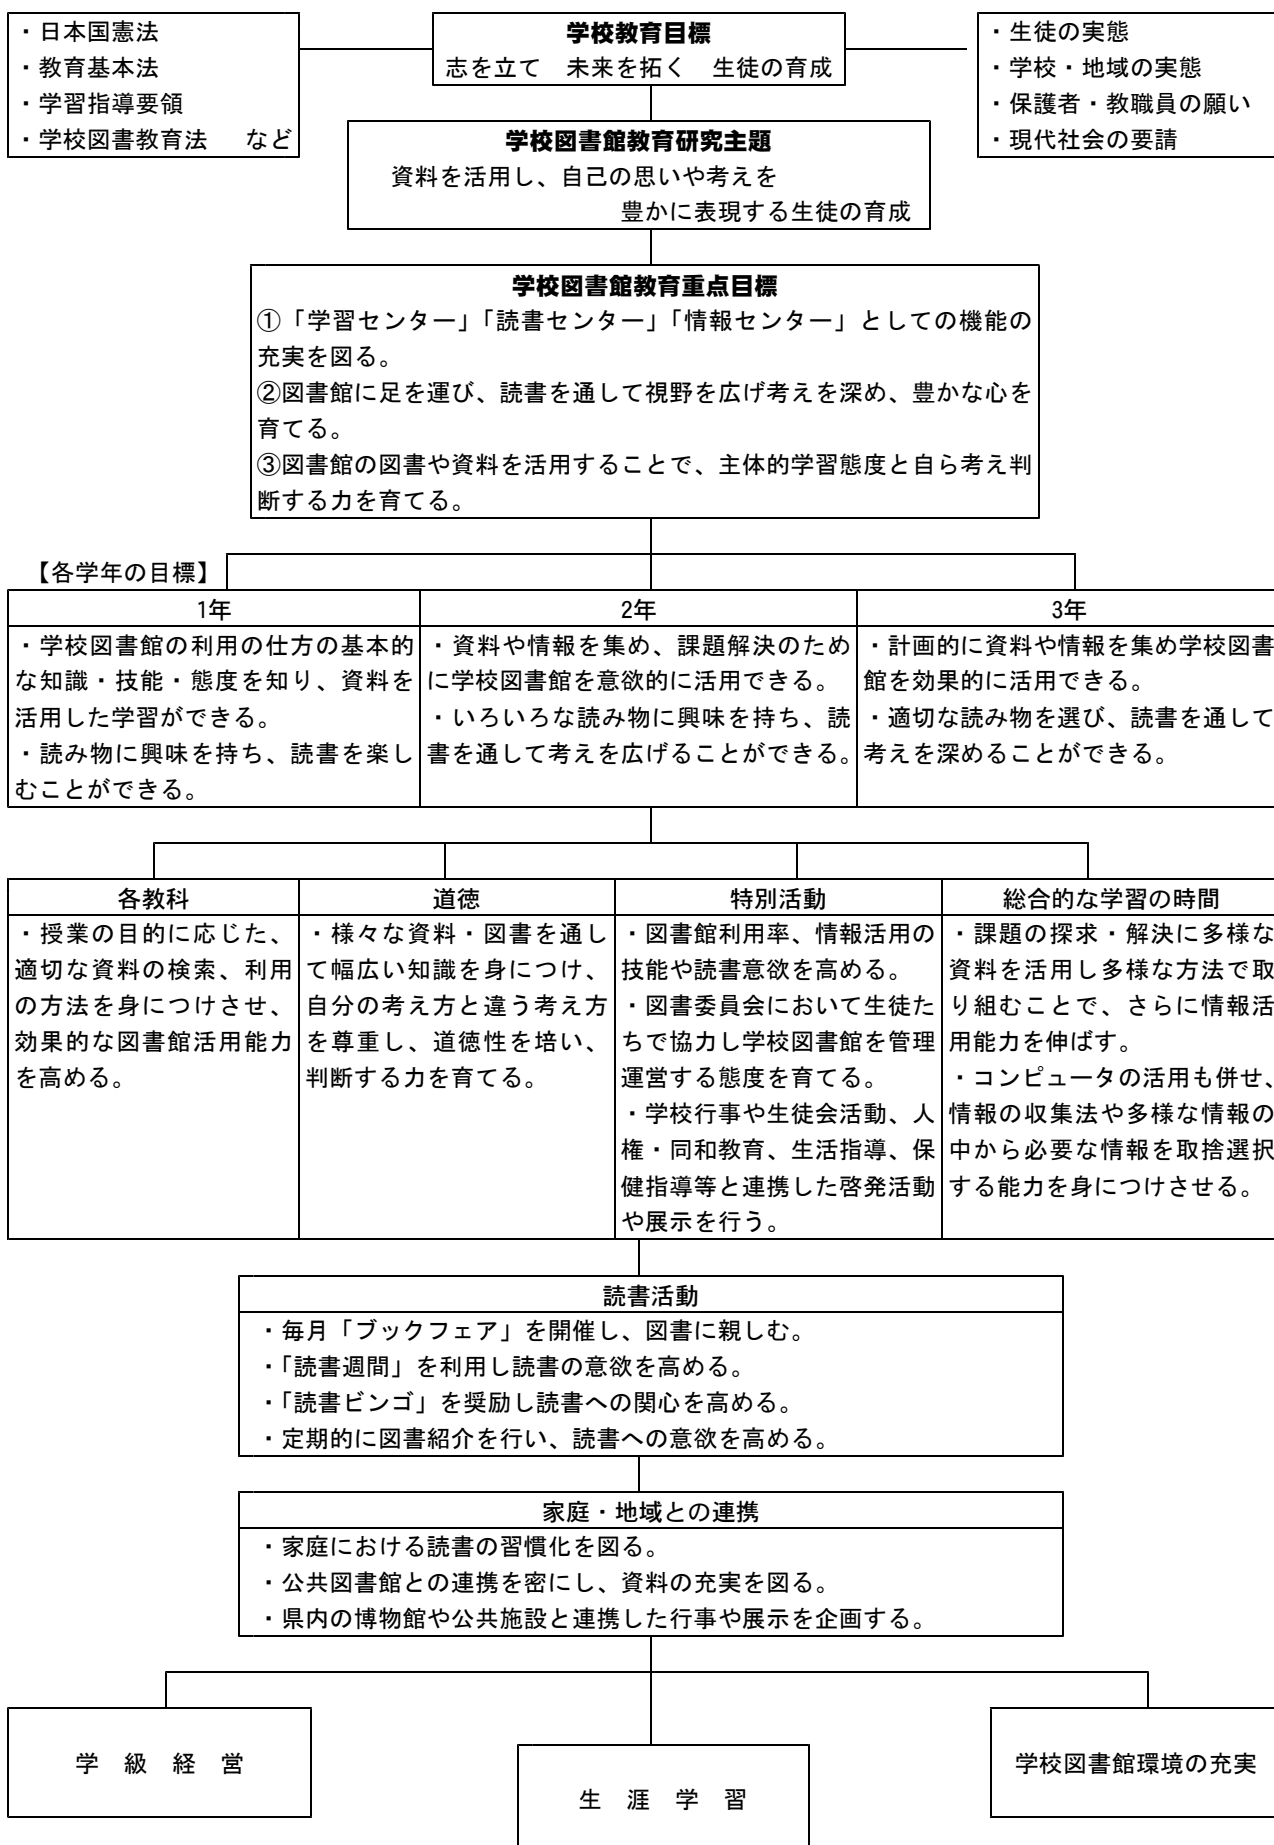 ・日本国憲法
・教育基本法
・学習指導要領
・学校図書教育法　など
学校教育目標
志を立て　未来を拓く　生徒の育成
・生徒の実態
・学校・地域の実態
・保護者・教職員の願い
・現代社会の要請
学校図書館教育研究主題
資料を活用し、自己の思いや考えを
豊かに表現する生徒の育成
学校図書館教育重点目標
①「学習センター」「読書センター」「情報センター」としての機能の
充実を図る。
②図書館に足を運び、読書を通して視野を広げ考えを深め、豊かな心を
育てる。
③図書館の図書や資料を活用することで、主体的学習態度と自ら考え判
断する力を育てる。
【各学年の目標】
1年
・学校図書館の利用の仕方の基本的
な知識・技能・態度を知り、資料を
活用した学習ができる。
・読み物に興味を持ち、読書を楽し
むことができる。
2年
・資料や情報を集め、課題解決のため
に学校図書館を意欲的に活用できる。
・いろいろな読み物に興味を持ち、読
書を通して考えを広げることができる。
3年
・計画的に資料や情報を集め学校図書
館を効果的に活用できる。
・適切な読み物を選び、読書を通して
考えを深めることができる。
各教科
・授業の目的に応じた、
適切な資料の検索、利用
の方法を身につけさせ、
効果的な図書館活用能力
を高める。
道徳
・様々な資料・図書を通し
て幅広い知識を身につけ、
自分の考え方と違う考え方
を尊重し、道徳性を培い、
判断する力を育てる。
特別活動
・図書館利用率、情報活用の
技能や読書意欲を高める。
・図書委員会において生徒た
ちで協力し学校図書館を管理
運営する態度を育てる。
・学校行事や生徒会活動、人
権・同和教育、生活指導、保
健指導等と連携した啓発活動
や展示を行う。
総合的な学習の時間
・課題の探求・解決に多様な
資料を活用し多様な方法で取
り組むことで、さらに情報活
用能力を伸ばす。
・コンピュータの活用も併せ、
情報の収集法や多様な情報の
中から必要な情報を取捨選択
する能力を身につけさせる。
読書活動
・毎月「ブックフェア」を開催し、図書に親しむ。
・「読書週間」を利用し読書の意欲を高める。
・「読書ビンゴ」を奨励し読書への関心を高める。
・定期的に図書紹介を行い、読書への意欲を高める。
家庭・地域との連携
・家庭における読書の習慣化を図る。
・公共図書館との連携を密にし、資料の充実を図る。
・県内の博物館や公共施設と連携した行事や展示を企画する。
学　級　経　営
生　涯　学　習
学校図書館環境の充実